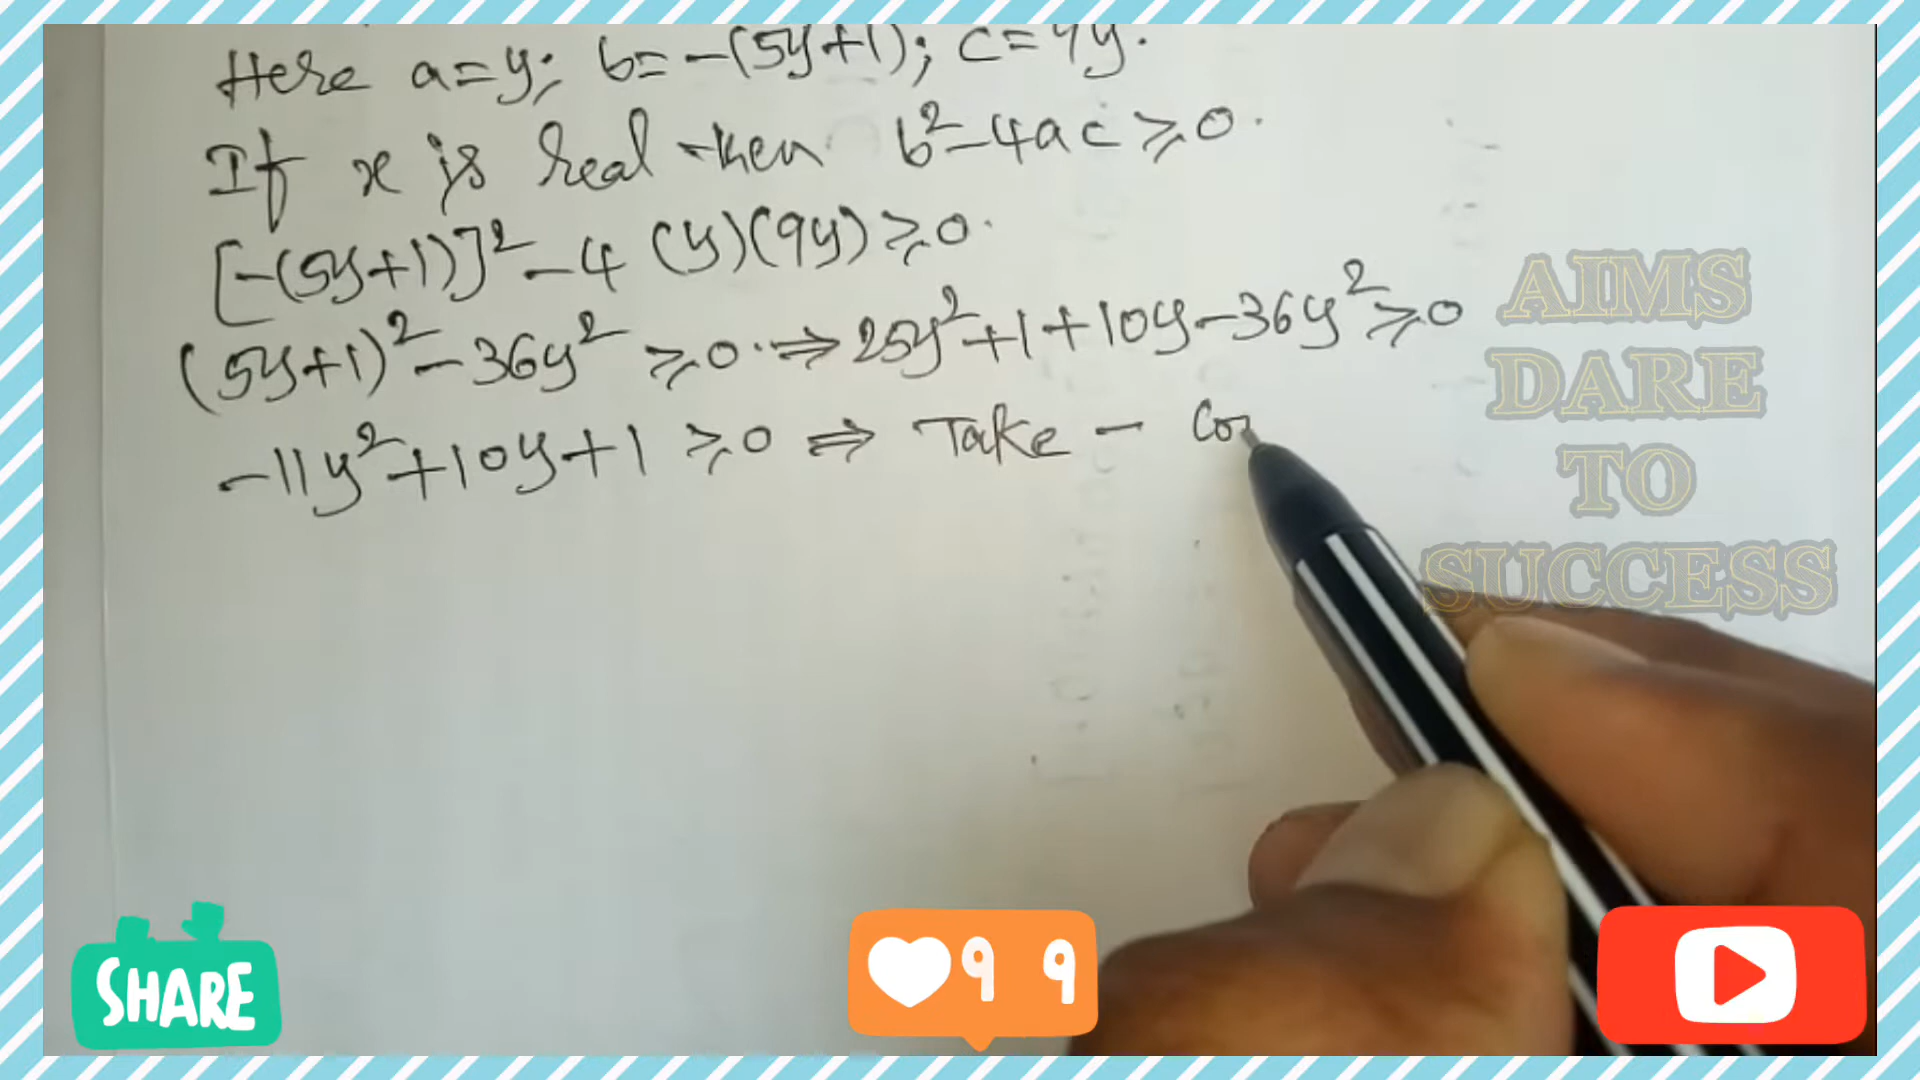 Here a=y; b=-(5y+1); c=9y.
If x is real then b²-4ac ≥0.
[-(5y+1)]²-4 (y)(9y) ≥0.
(5y+1)²-36y² ≥0. ⇒ 25y²+1+10y-36y² ≥0
-11y²+10y+1 ≥0 ⇒ Take - Com
AIMS
DARE
TO
SUCCESS
SHARE
9 9